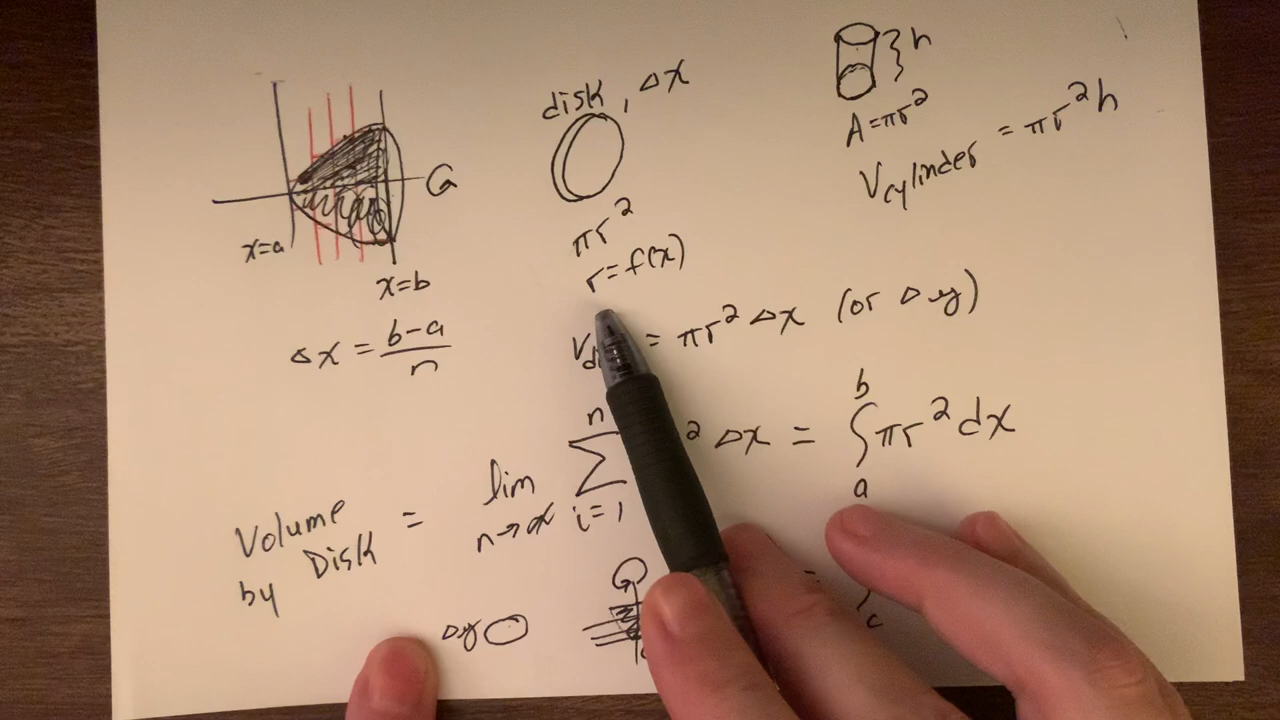 disk, Δx
h
A=πr²
V cylinder = πr²h
G
x=a
x=b
πr²
r=f(x)
Δx = b-a/n
= πr² Δx (or Δy)
Volume by Disk = lim n→∞ Σ i=1 n ² Δx = ∫ a b πr² dx
Δy
c